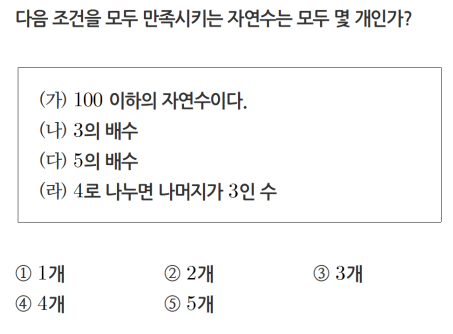 다음 조건을 모두 만족시키는 자연수는 모두 몇 개인가?
(가) 100 이하의 자연수이다.
(나) 3의 배수
(다) 5의 배수
(라) 4로 나누면 나머지가 3인 수
① 1개 ② 2개 ③ 3개
④ 4개 ⑤ 5개